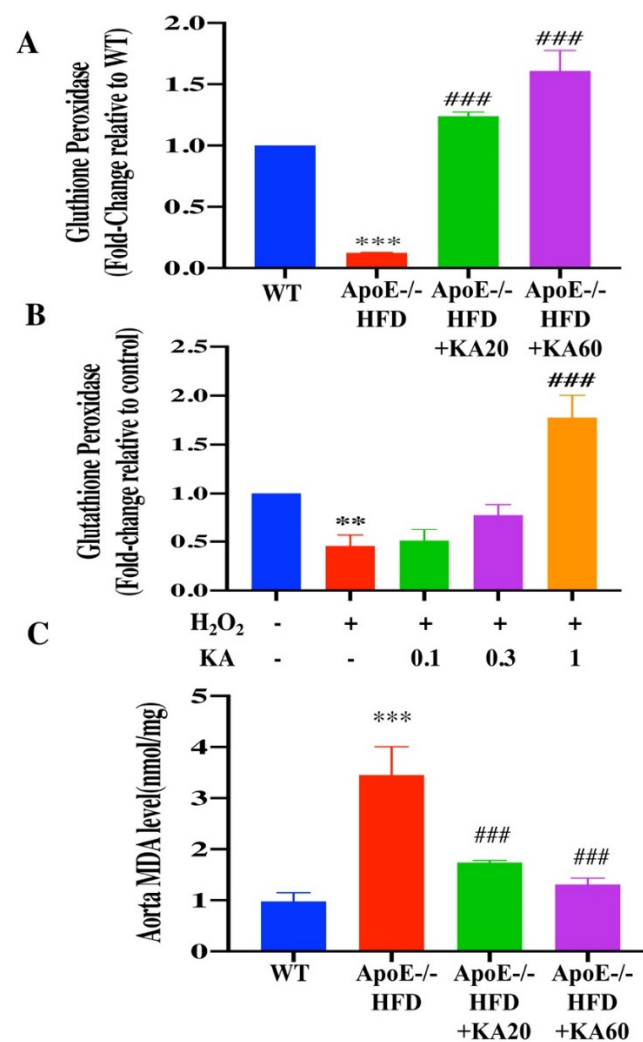 A
Gluthione Peroxidase
(Fold-Change relative to WT)
2.0
1.5
1.0
0.5
0.0
***
###
###
WT
ApoE-/-
HFD
ApoE-/-
HFD
+KA20
ApoE-/-
HFD
+KA60
B
Glutathione Peroxidase
(Fold-change relative to control)
2.5
2.0
1.5
1.0
0.5
0.0
**
###
H₂O₂ - + + + +
KA - - 0.1 0.3 1
C
Aorta MDA level(nmol/mg)
5
4
3
2
1
0
***
###
###
WT
ApoE-/-
HFD
ApoE-/-
HFD
+KA20
ApoE-/-
HFD
+KA60